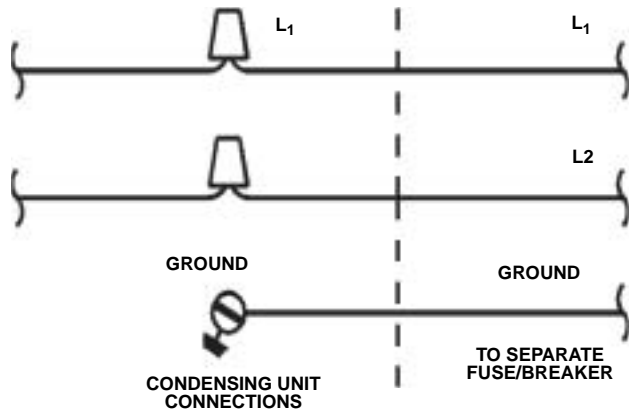 L1 L1
L2
GROUND GROUND
CONDENSING UNIT
CONNECTIONS
TO SEPARATE
FUSE/BREAKER